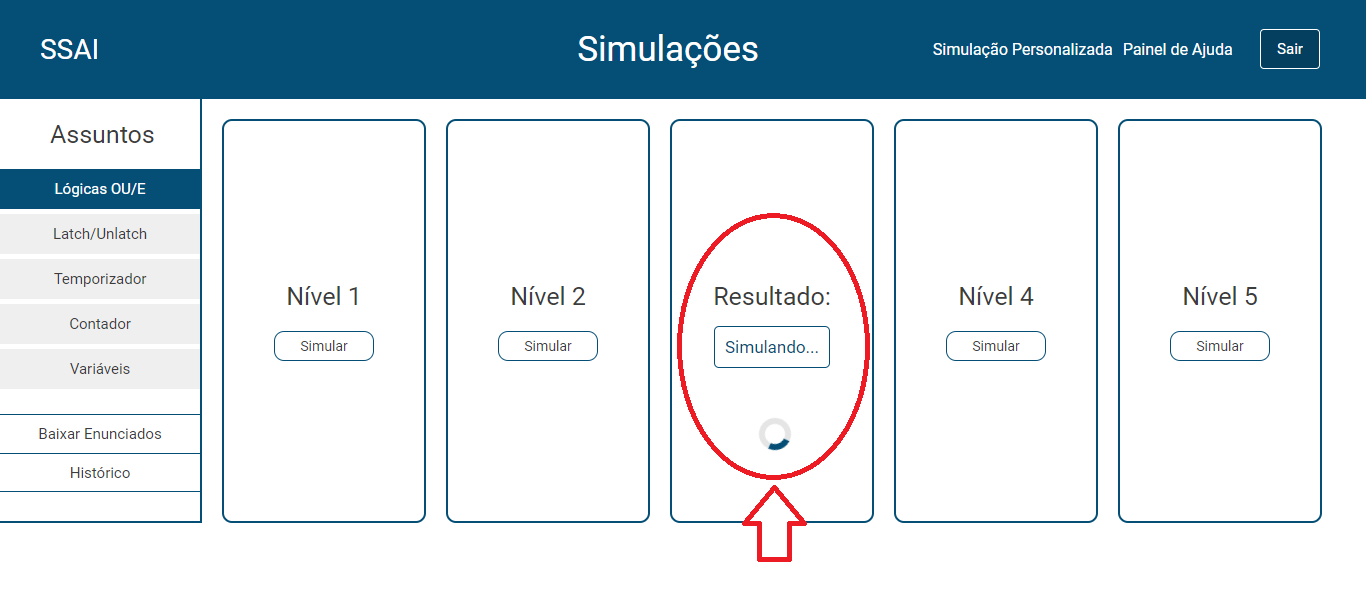 SSAI
Simulações
Simulação Personalizada
Painel de Ajuda
Sair
Assuntos
Lógicas OU/E
Latch/Unlatch
Temporizador
Contador
Variáveis
Baixar Enunciados
Histórico
Nível 1
Simular
Nível 2
Simular
Resultado:
Simulando...
Nível 4
Simular
Nível 5
Simular